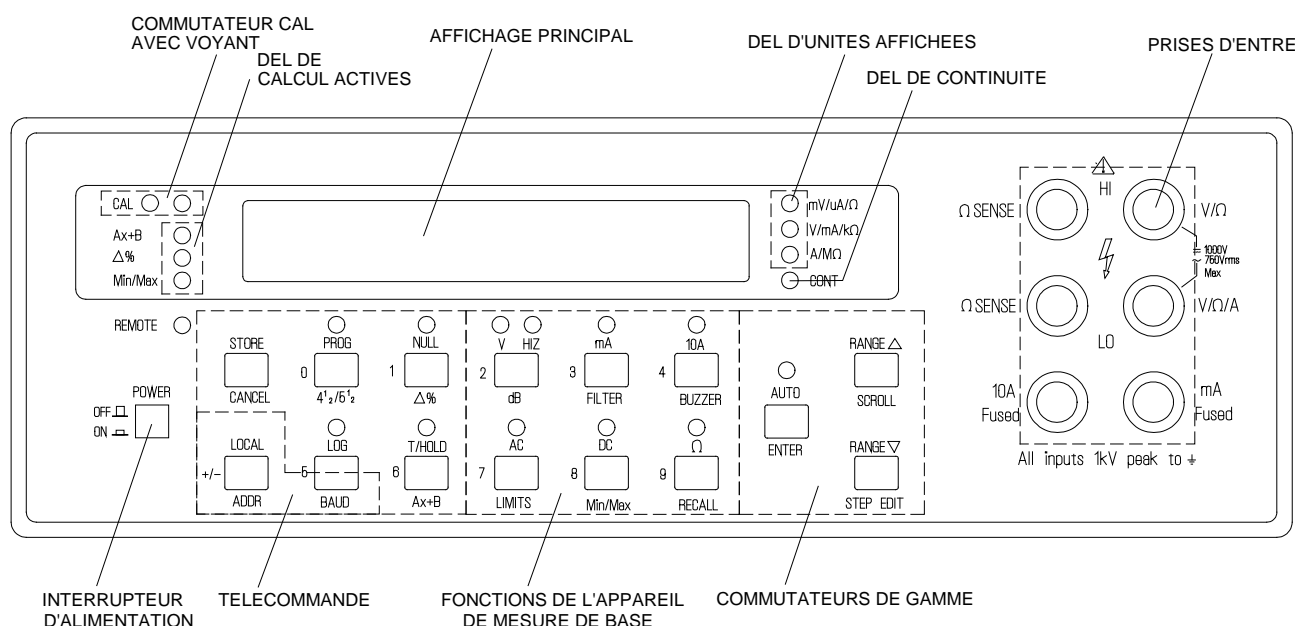 COMMUTATEUR CAL
AVEC VOYANT
DEL DE
CALCUL ACTIVES
AFFICHAGE PRINCIPAL
DEL D'UNITES AFFICHEES
DEL DE CONTINUITE
PRISES D'ENTRE
CAL
Ax+B
△%
Min/Max
mV/uA/Ω
V/mA/kΩ
A/MΩ
CONT
REMOTE
POWER
OFF
ON
STORE
CANCEL
PROG
0
4¹₂/5¹₂
NULL
1
△%
V HIZ
2
dB
mA
3
FILTER
10A
4
BUZZER
AUTO
ENTER
RANGE △
SCROLL
LOCAL
+/-
ADDR
LOG
5
BAUD
T/HOLD
6
Ax+B
AC
7
LIMITS
DC
8
Min/Max
Ω
9
RECALL
RANGE ▽
STEP EDIT
HI
Ω SENSE
V/Ω
= 1000V
~ 750Vrms
Max
Ω SENSE
V/Ω/A
LO
10A
Fused
mA
Fused
All inputs 1kV peak to ⏚
INTERRUPTEUR
D'ALIMENTATION
TELECOMMANDE
FONCTIONS DE L'APPAREIL
DE MESURE DE BASE
COMMUTATEURS DE GAMME